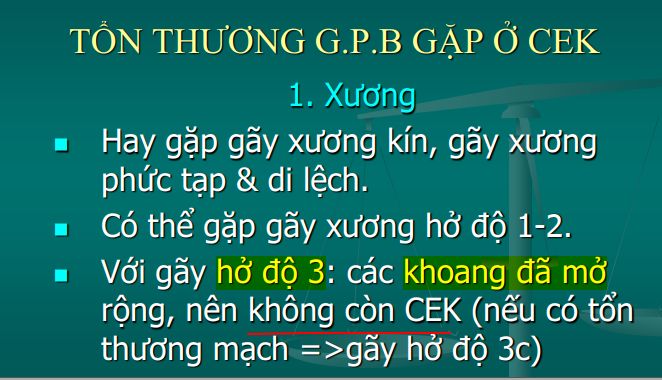 TỔN THƯƠNG G.P.B GẶP Ở CEK
1. Xương
Hay gặp gãy xương kín, gãy xương
phức tạp & di lệch.
Có thể gặp gãy xương hở độ 1-2.
Với gãy hở độ 3: các khoang đã mở
rộng, nên không còn CEK (nếu có tổn
thương mạch =>gãy hở độ 3c)